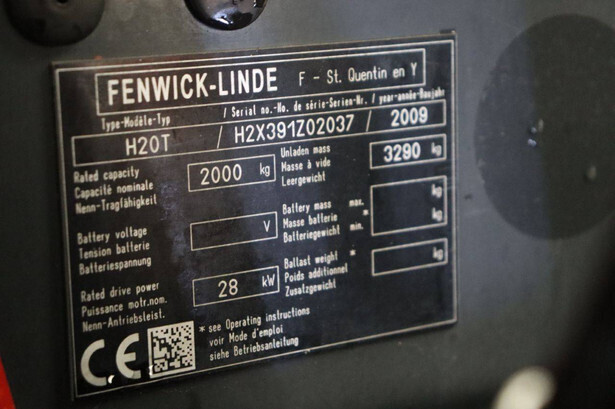 FENWICK-LINDE F - St. Quentin en Y
Type-Modèle-Typ / Serial no.-No. de série-Serien-Nr. / year-année-Baujahr
H20T / H2X391Z02037 / 2009
Rated capacity
Capacité nominale
Nenn-Tragfähigkeit
2000 kg
Unladen mass
Masse à vide
Leergewicht
3290 kg
Battery voltage
Tension batterie
Batteriespannung
V
Battery mass max.
Masse batterie *
Batteriegewicht min.
kg
kg
Rated drive power
Puissance motr.nom.
Nenn-Antriebsleist.
28 kW
Ballast weight *
Poids additionnel
Zusatzgewicht
kg
CE
* see Operating instructions
voir Mode d'emploi
siehe Betriebsanleitung